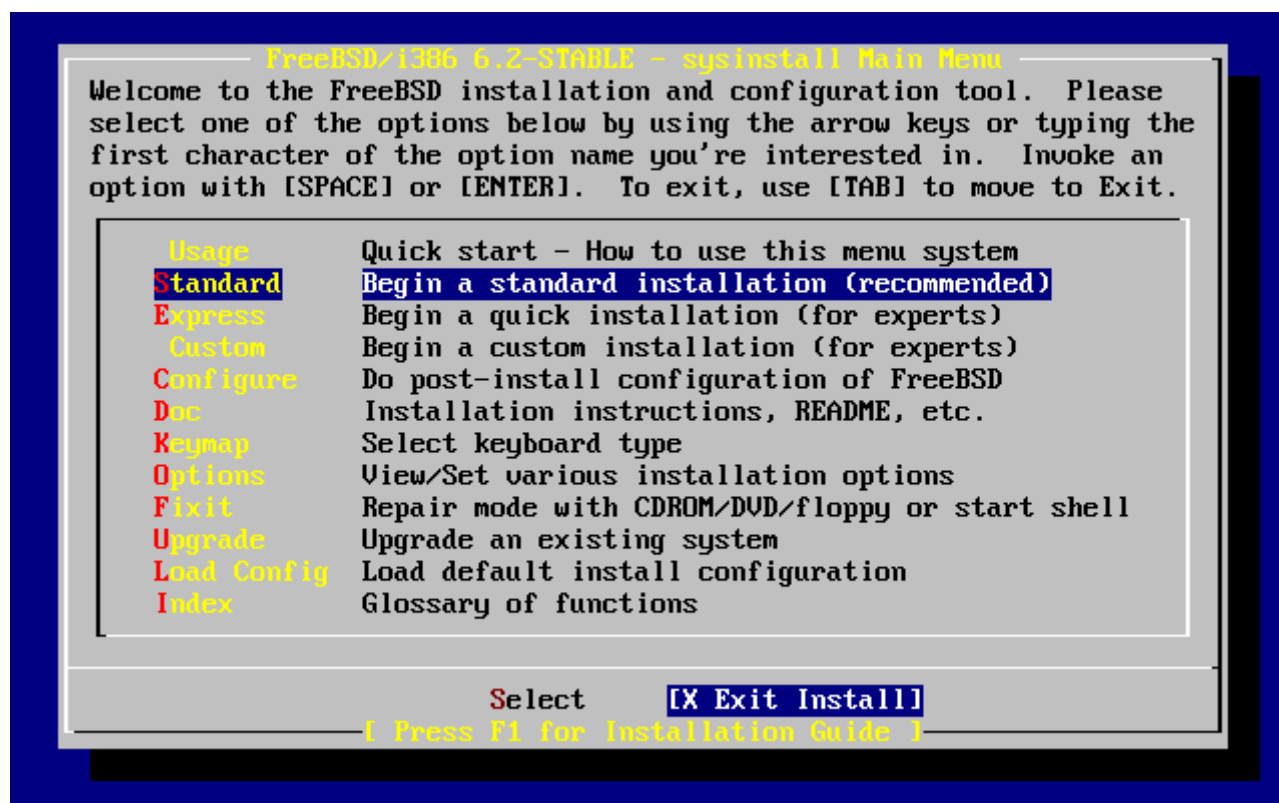 FreeBSD/i386 6.2-STABLE - sysinstall Main Menu
Welcome to the FreeBSD installation and configuration tool.  Please
select one of the options below by using the arrow keys or typing the
first character of the option name you're interested in.  Invoke an
option with [SPACE] or [ENTER].  To exit, use [TAB] to move to Exit.
Usage Quick start - How to use this menu system
Standard Begin a standard installation (recommended)
Express Begin a quick installation (for experts)
Custom Begin a custom installation (for experts)
Configure Do post-install configuration of FreeBSD
Doc Installation instructions, README, etc.
Keymap Select keyboard type
Options View/Set various installation options
Fixit Repair mode with CDROM/DVD/floppy or start shell
Upgrade Upgrade an existing system
Load Config Load default install configuration
Index Glossary of functions
Select [X Exit Install]
[ Press F1 for Installation Guide ]